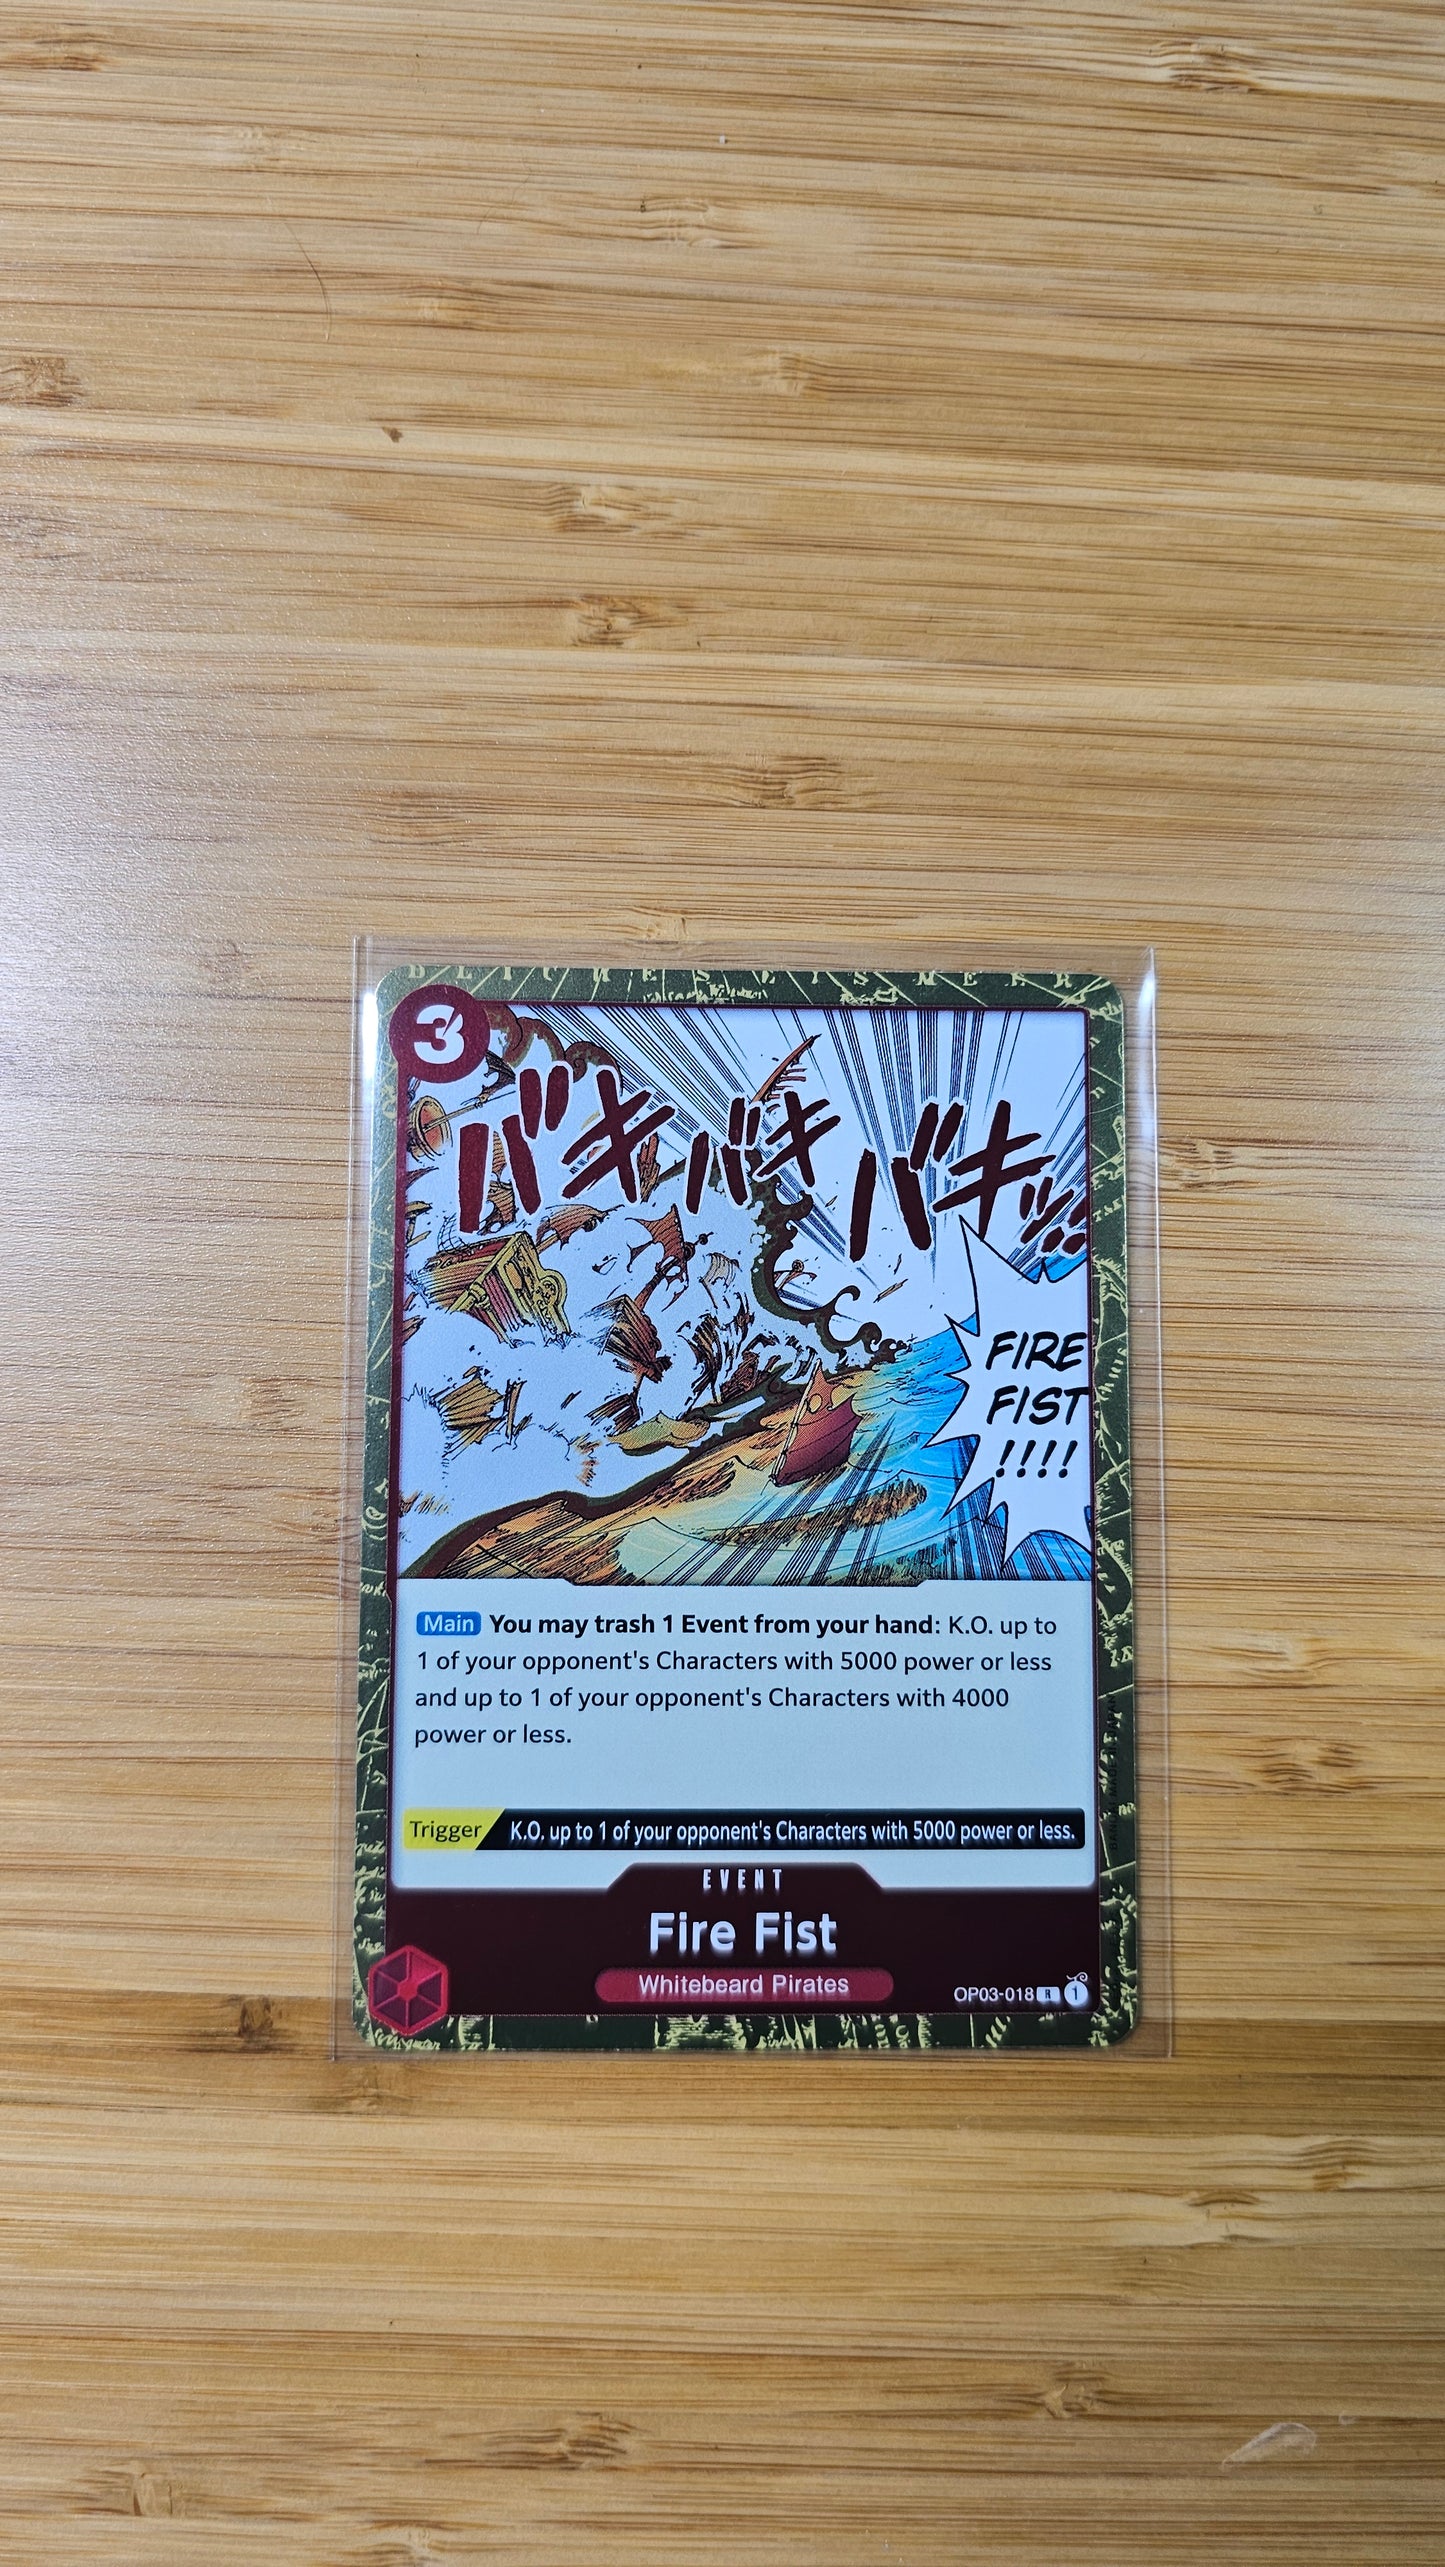 3
バキバキバキッ…
FIRE
FIST
!!!!
Main You may trash 1 Event from your hand: K.O. up to
1 of your opponent's Characters with 5000 power or less
and up to 1 of your opponent's Characters with 4000
power or less.
Trigger K.O. up to 1 of your opponent's Characters with 5000 power or less.
EVENT
Fire Fist
Whitebeard Pirates
OP03-018 R 1